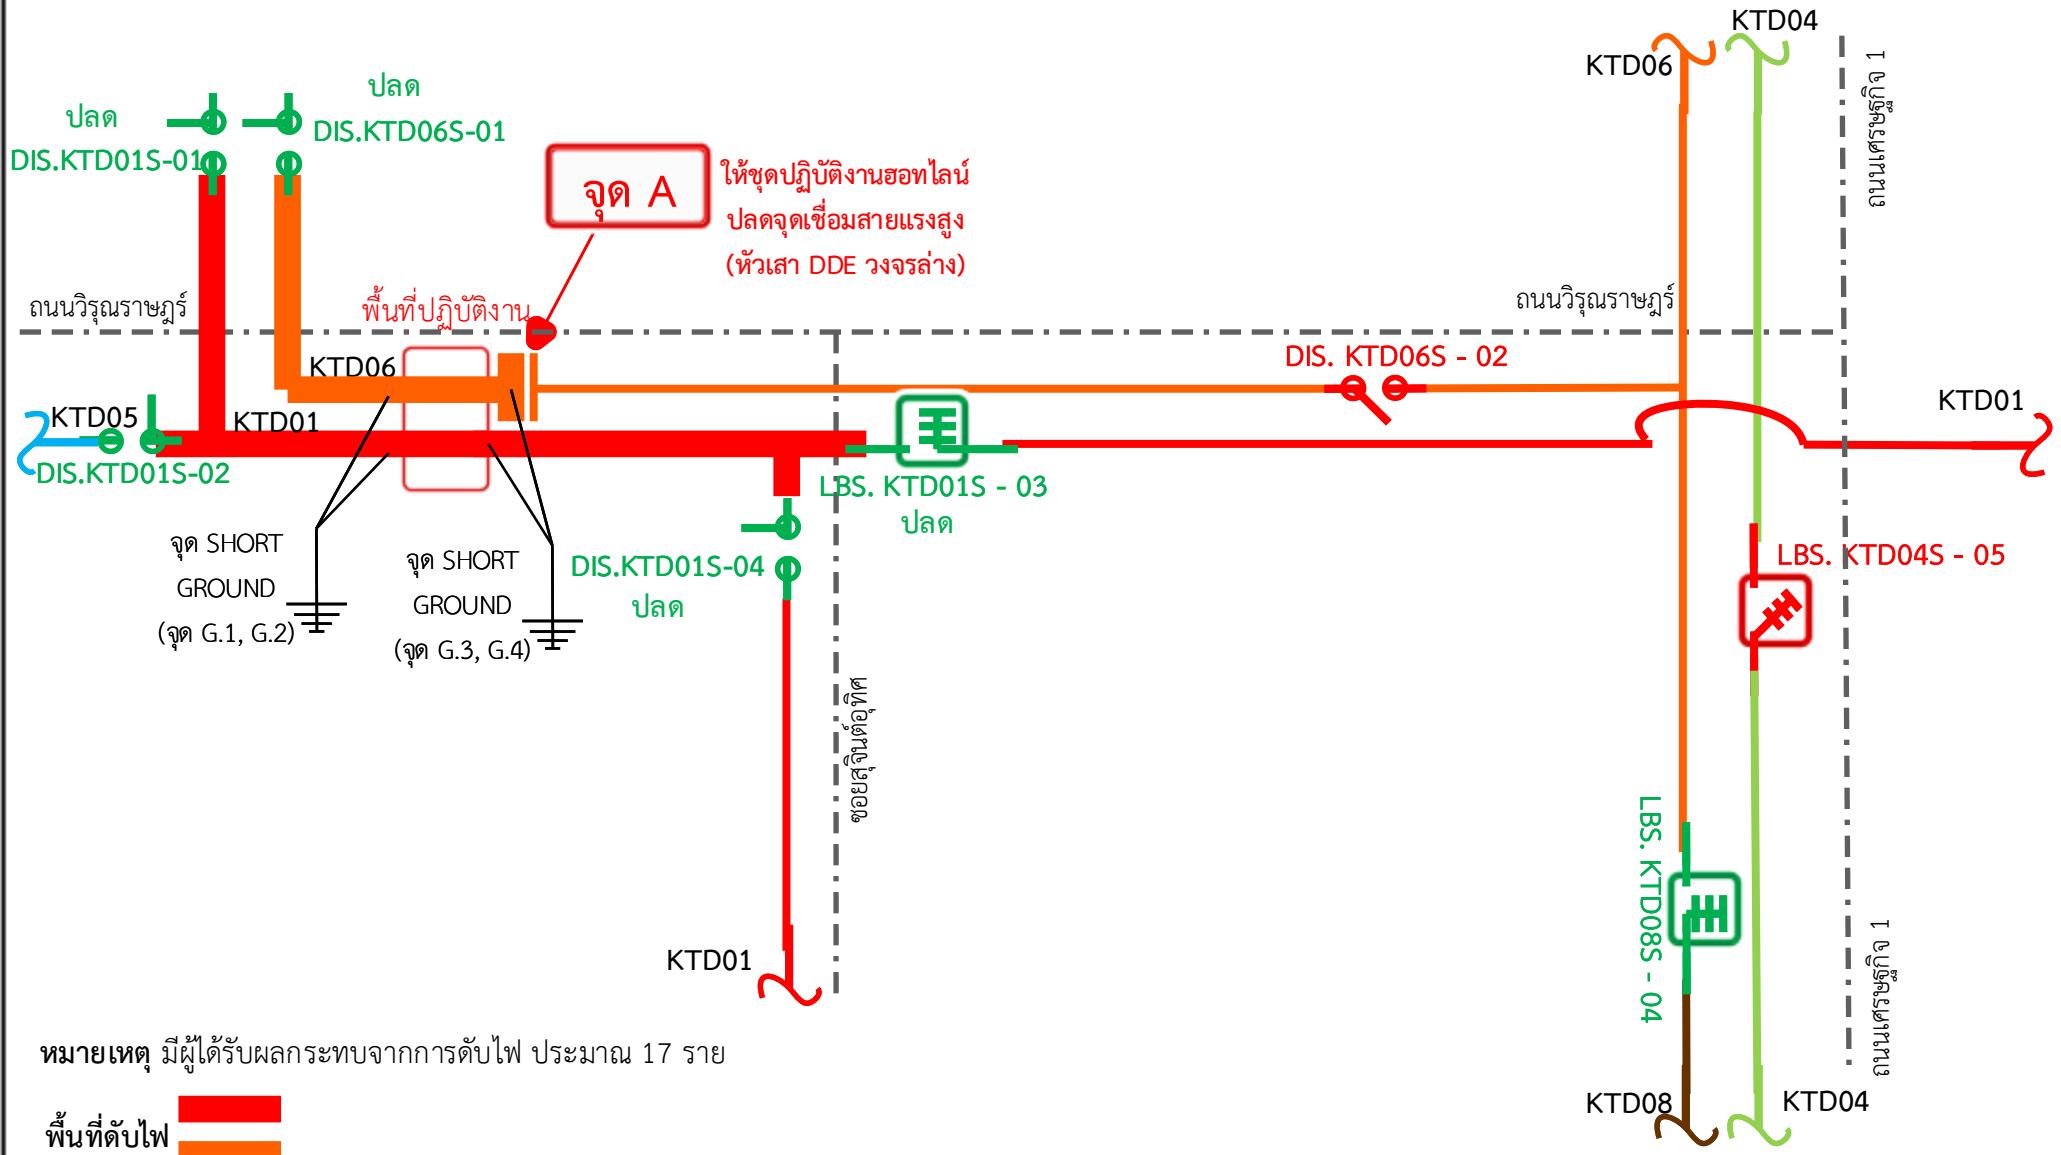 KTD04
KTD06
ถนนเศรษฐกิจ 1
ปลด
DIS.KTD06S-01
ปลด
DIS.KTD01S-01
จุด A
ให้ชุดปฏิบัติงานฮอทไลน์
ปลดจุดเชื่อมสายแรงสูง
(หัวเสา DDE วงจรล่าง)
ถนนวิรุณราษฎร์
พื้นที่ปฏิบัติงาน
ถนนวิรุณราษฎร์
KTD06
DIS. KTD06S - 02
KTD05
KTD01
KTD01
DIS.KTD01S-02
LBS. KTD01S - 03
ปลด
จุด SHORT
GROUND
(จุด G.1, G.2)
จุด SHORT
GROUND
(จุด G.3, G.4)
DIS.KTD01S-04
ปลด
LBS. KTD04S - 05
ซอยสุจินต์อุทิศ
LBS. KTD08S - 04
KTD01
ถนนเศรษฐกิจ 1
หมายเหตุ มีผู้ได้รับผลกระทบจากการดับไฟ ประมาณ 17 ราย
พื้นที่ดับไฟ
KTD08
KTD04